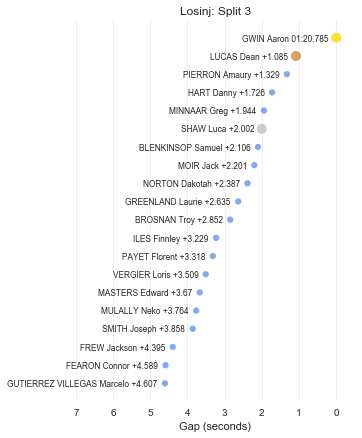 Losinj: Split 3
GWIN Aaron 01:20.785
LUCAS Dean +1.085
PIERRON Amaury +1.329
HART Danny +1.726
MINNAAR Greg +1.944
SHAW Luca +2.002
BLENKINSOP Samuel +2.106
MOIR Jack +2.201
NORTON Dakotah +2.387
GREENLAND Laurie +2.635
BROSNAN Troy +2.852
ILES Finnley +3.229
PAYET Florent +3.318
VERGIER Loris +3.509
MASTERS Edward +3.67
MULALLY Neko +3.764
SMITH Joseph +3.858
FREW Jackson +4.395
FEARON Connor +4.589
GUTIERREZ VILLEGAS Marcelo +4.607
7 6 5 4 3 2 1 0
Gap (seconds)